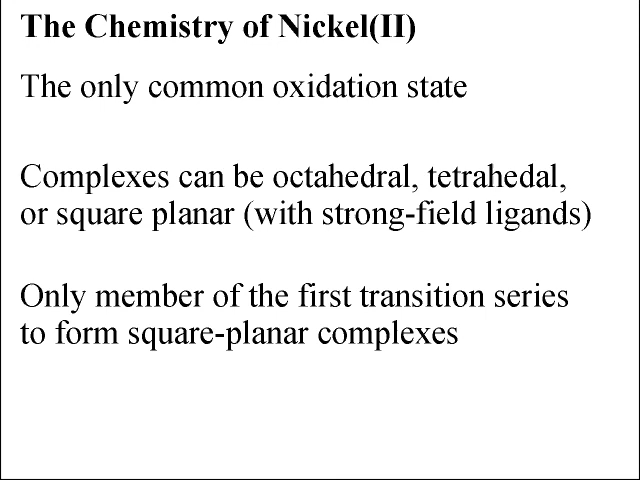 The Chemistry of Nickel(II)
The only common oxidation state
Complexes can be octahedral, tetrahedal,
or square planar (with strong-field ligands)
Only member of the first transition series
to form square-planar complexes